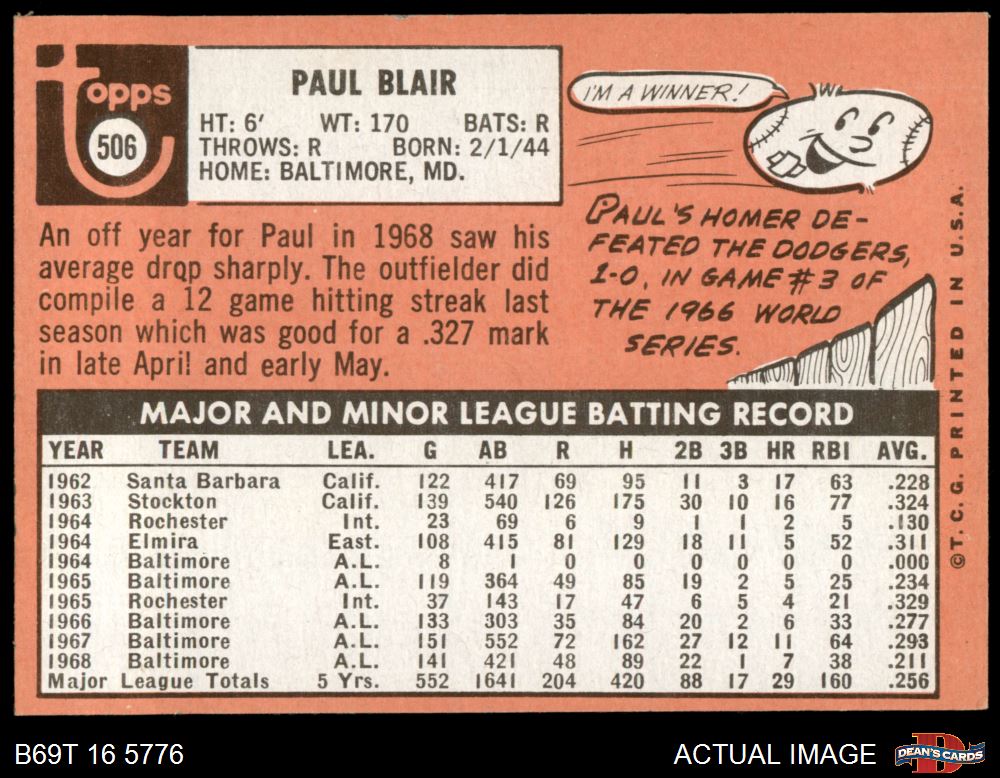 topps
506
PAUL BLAIR
HT: 6' WT: 170 BATS: R
THROWS: R BORN: 2/1/44
HOME: BALTIMORE, MD.
I'M A WINNER!
An off year for Paul in 1968 saw his
average drop sharply. The outfielder did
compile a 12 game hitting streak last
season which was good for a .327 mark
in late April and early May.
PAUL'S HOMER DE-
FEATED THE DODGERS,
1-0, IN GAME #3 OF
THE 1966 WORLD
SERIES.
MAJOR AND MINOR LEAGUE BATTING RECORD
YEAR TEAM LEA. G AB R H 2B 3B HR RBI AVG.
1962 Santa Barbara Calif. 122 417 69 95 11 3 17 63 .228
1963 Stockton Calif. 139 540 126 175 30 10 16 77 .324
1964 Rochester Int. 23 69 6 9 1 1 2 5 .130
1964 Elmira East. 108 415 81 129 18 11 5 52 .311
1964 Baltimore A.L. 8 1 0 0 0 0 0 0 .000
1965 Baltimore A.L. 119 364 49 85 19 2 5 25 .234
1965 Rochester Int. 37 143 17 47 6 5 4 21 .329
1966 Baltimore A.L. 133 303 35 84 20 2 6 33 .277
1967 Baltimore A.L. 151 552 72 162 27 12 11 64 .293
1968 Baltimore A.L. 141 421 48 89 22 1 7 38 .211
Major League Totals 5 Yrs. 552 1641 204 420 88 17 29 160 .256
©T.C.G. PRINTED IN U.S.A.
B69T 16 5776
ACTUAL IMAGE
D
DEAN'S CARDS